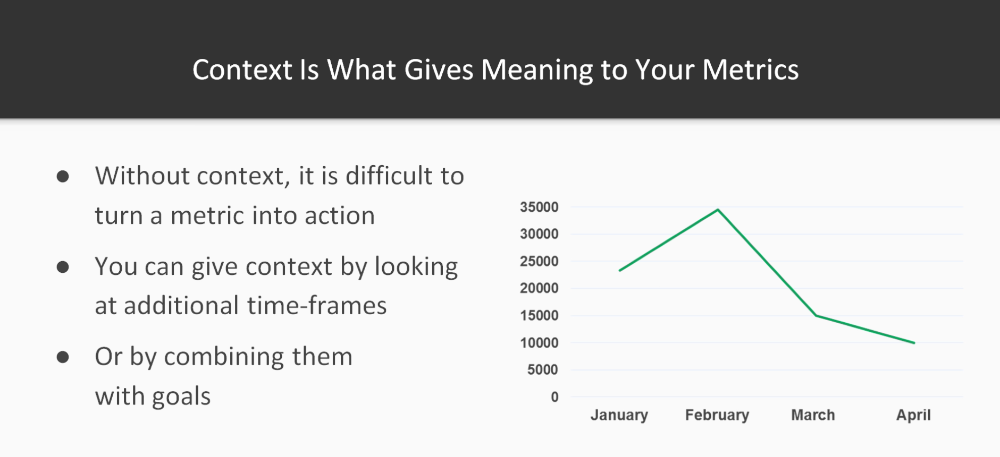 Context Is What Gives Meaning to Your Metrics
● Without context, it is difficult to
turn a metric into action
● You can give context by looking
at additional time-frames
● Or by combining them
with goals
35000
30000
25000
20000
15000
10000
5000
0
January February March April